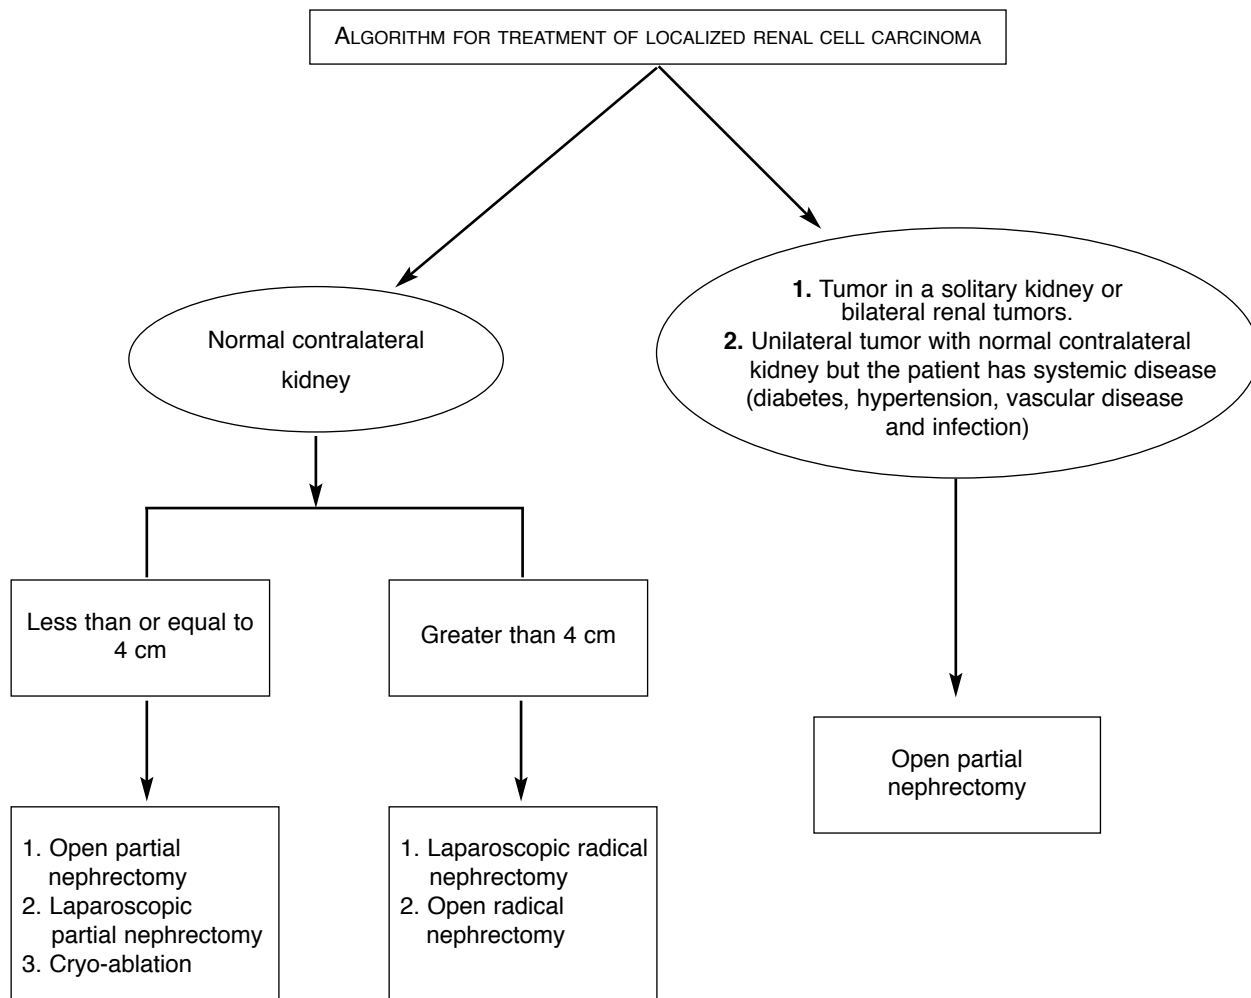 ALGORITHM FOR TREATMENT OF LOCALIZED RENAL CELL CARCINOMA
Normal contralateral
kidney
1. Tumor in a solitary kidney or
bilateral renal tumors.
2. Unilateral tumor with normal contralateral
kidney but the patient has systemic disease
(diabetes, hypertension, vascular disease
and infection)
Less than or equal to
4 cm
Greater than 4 cm
Open partial
nephrectomy
1. Open partial
nephrectomy
2. Laparoscopic
partial nephrectomy
3. Cryo-ablation
1. Laparoscopic radical
nephrectomy
2. Open radical
nephrectomy